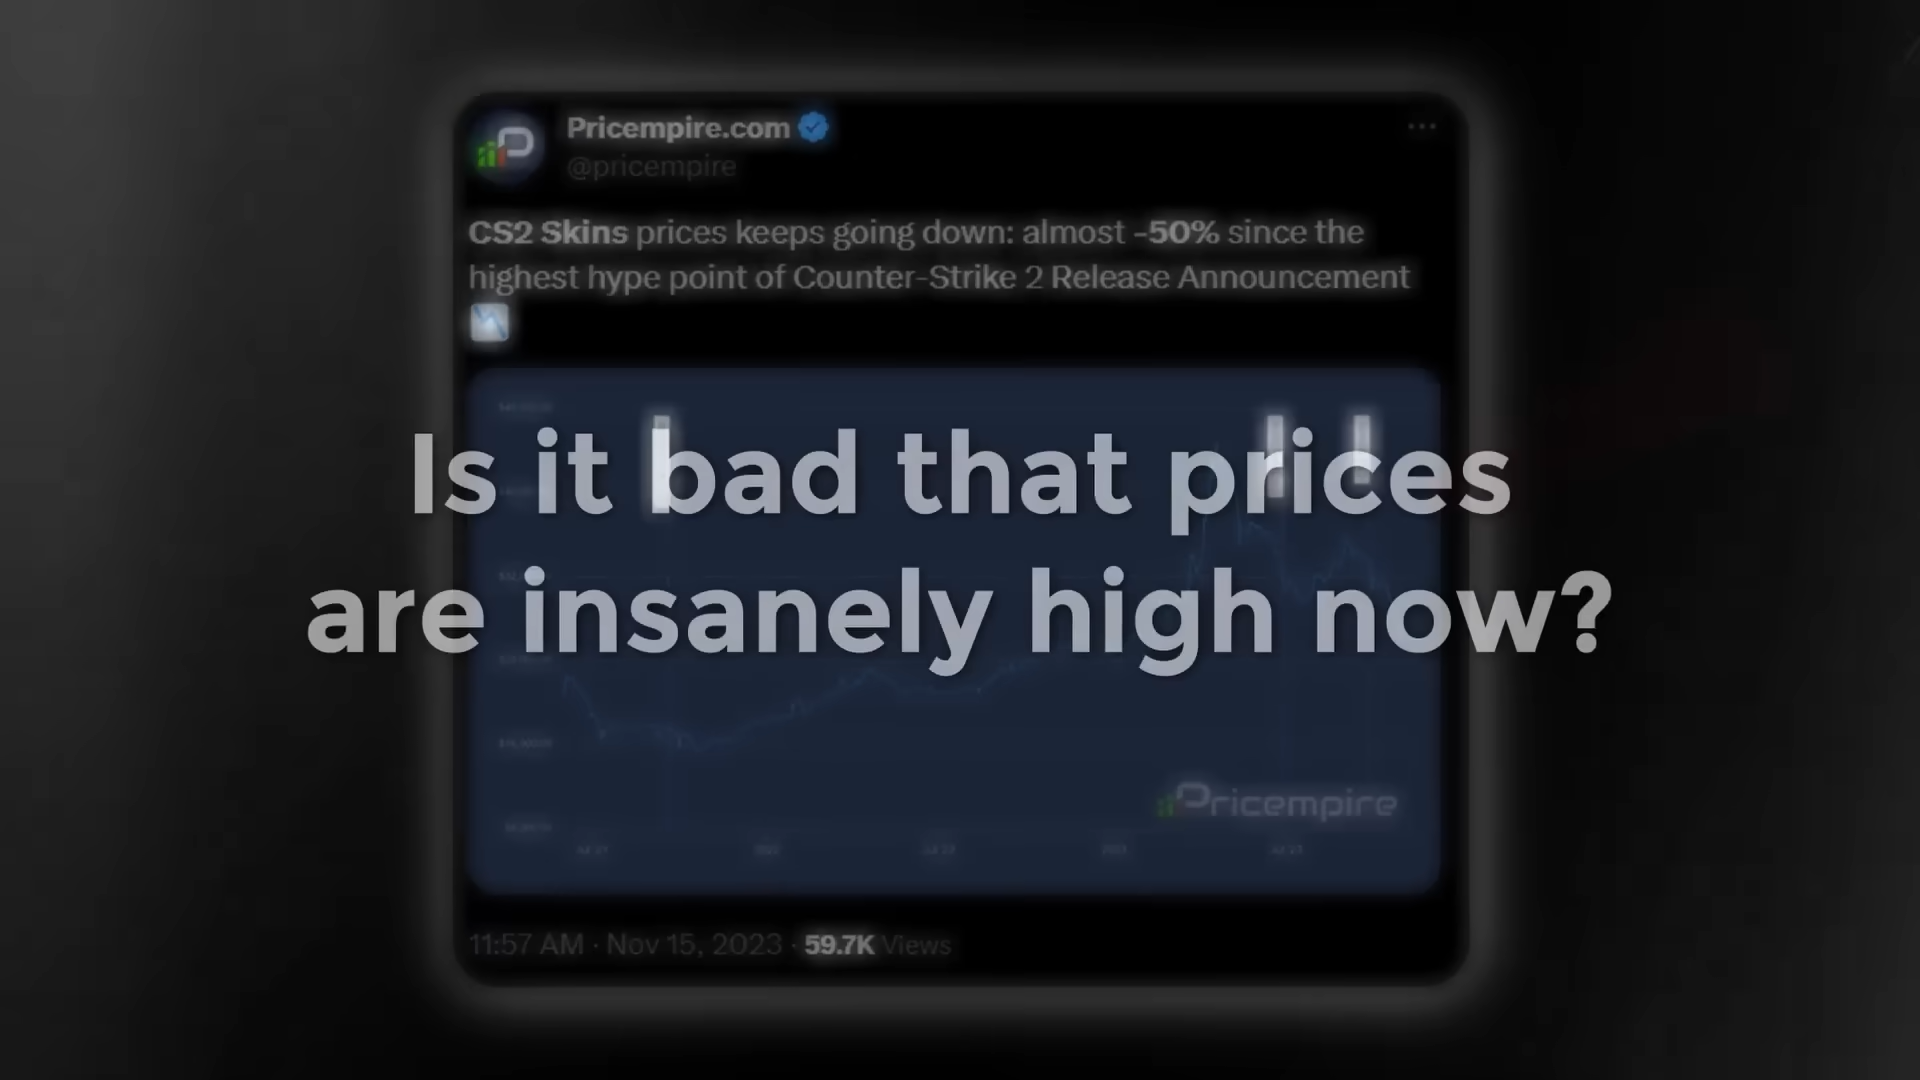 Pricempire.com
@pricempire
CS2 Skins prices keeps going down: almost -50% since the
highest hype point of Counter-Strike 2 Release Announcement
Is it bad that prices
are insanely high now?
Pricempire
2022
2023
11:57 AM · Nov 15, 2023 · 59.7K Views